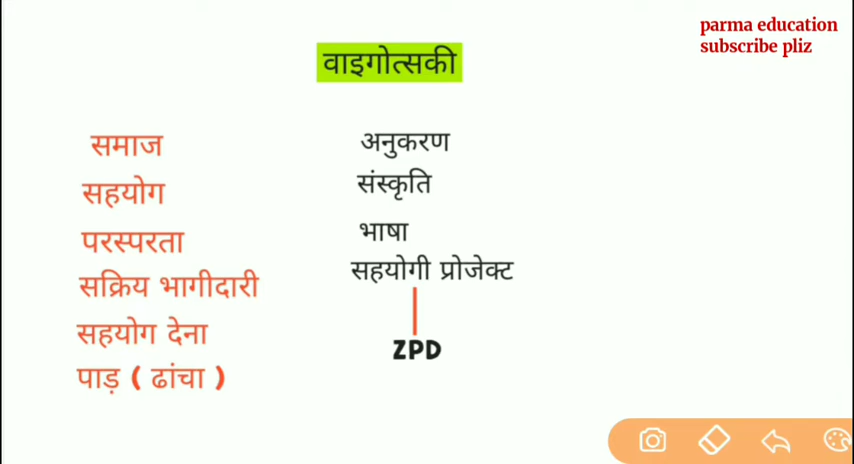 parma education
subscribe pliz
वाइगोत्सकी
समाज
सहयोग
परस्परता
सक्रिय भागीदारी
सहयोग देना
पाड़ ( ढांचा )
अनुकरण
संस्कृति
भाषा
सहयोगी प्रोजेक्ट
ZPD